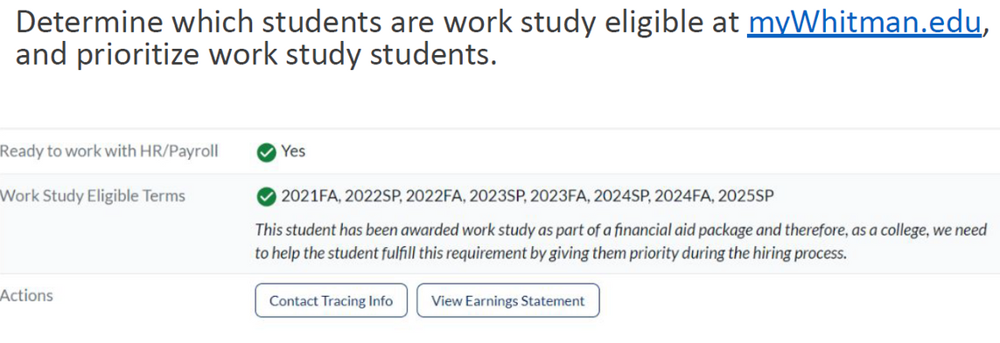 Determine which students are work study eligible at myWhitman.edu,
and prioritize work study students.
Ready to work with HR/Payroll Yes
Work Study Eligible Terms 2021FA, 2022SP, 2022FA, 2023SP, 2023FA, 2024SP, 2024FA, 2025SP
This student has been awarded work study as part of a financial aid package and therefore, as a college, we need
to help the student fulfill this requirement by giving them priority during the hiring process.
Actions Contact Tracing Info View Earnings Statement